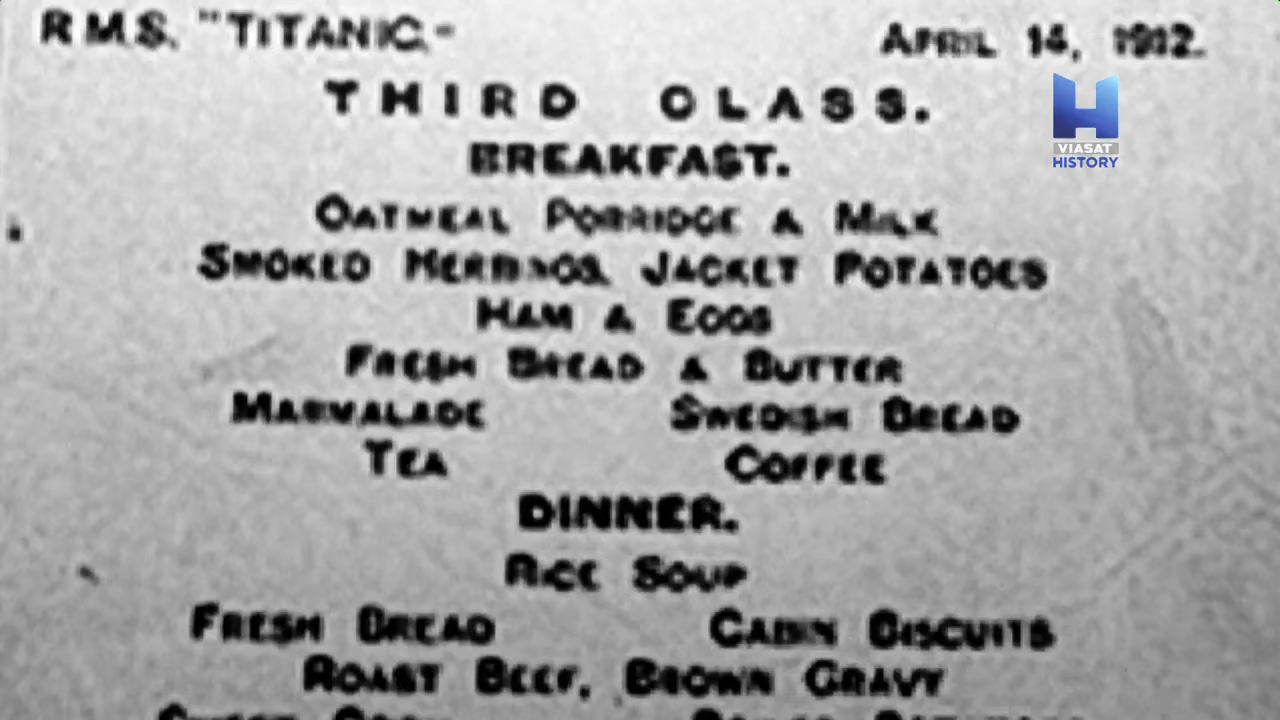 R.M.S. "TITANIC." APRIL 14, 1912.
THIRD CLASS.
VIASAT
HISTORY
BREAKFAST.
OATMEAL PORRIDGE & MILK
SMOKED HERRINGS, JACKET POTATOES
HAM & EGGS
FRESH BREAD & BUTTER
MARMALADE SWEDISH BREAD
TEA COFFEE
DINNER.
RICE SOUP
FRESH BREAD CABIN BISCUITS
ROAST BEEF, BROWN GRAVY